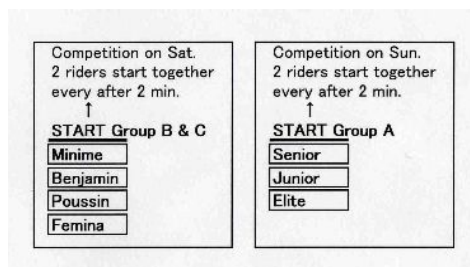 Competition on Sat.
2 riders start together
every after 2 min.
↑
START Group B & C
Minime
Benjamin
Poussin
Femina
Competition on Sun.
2 riders start together
every after 2 min.
↑
START Group A
Senior
Junior
Elite